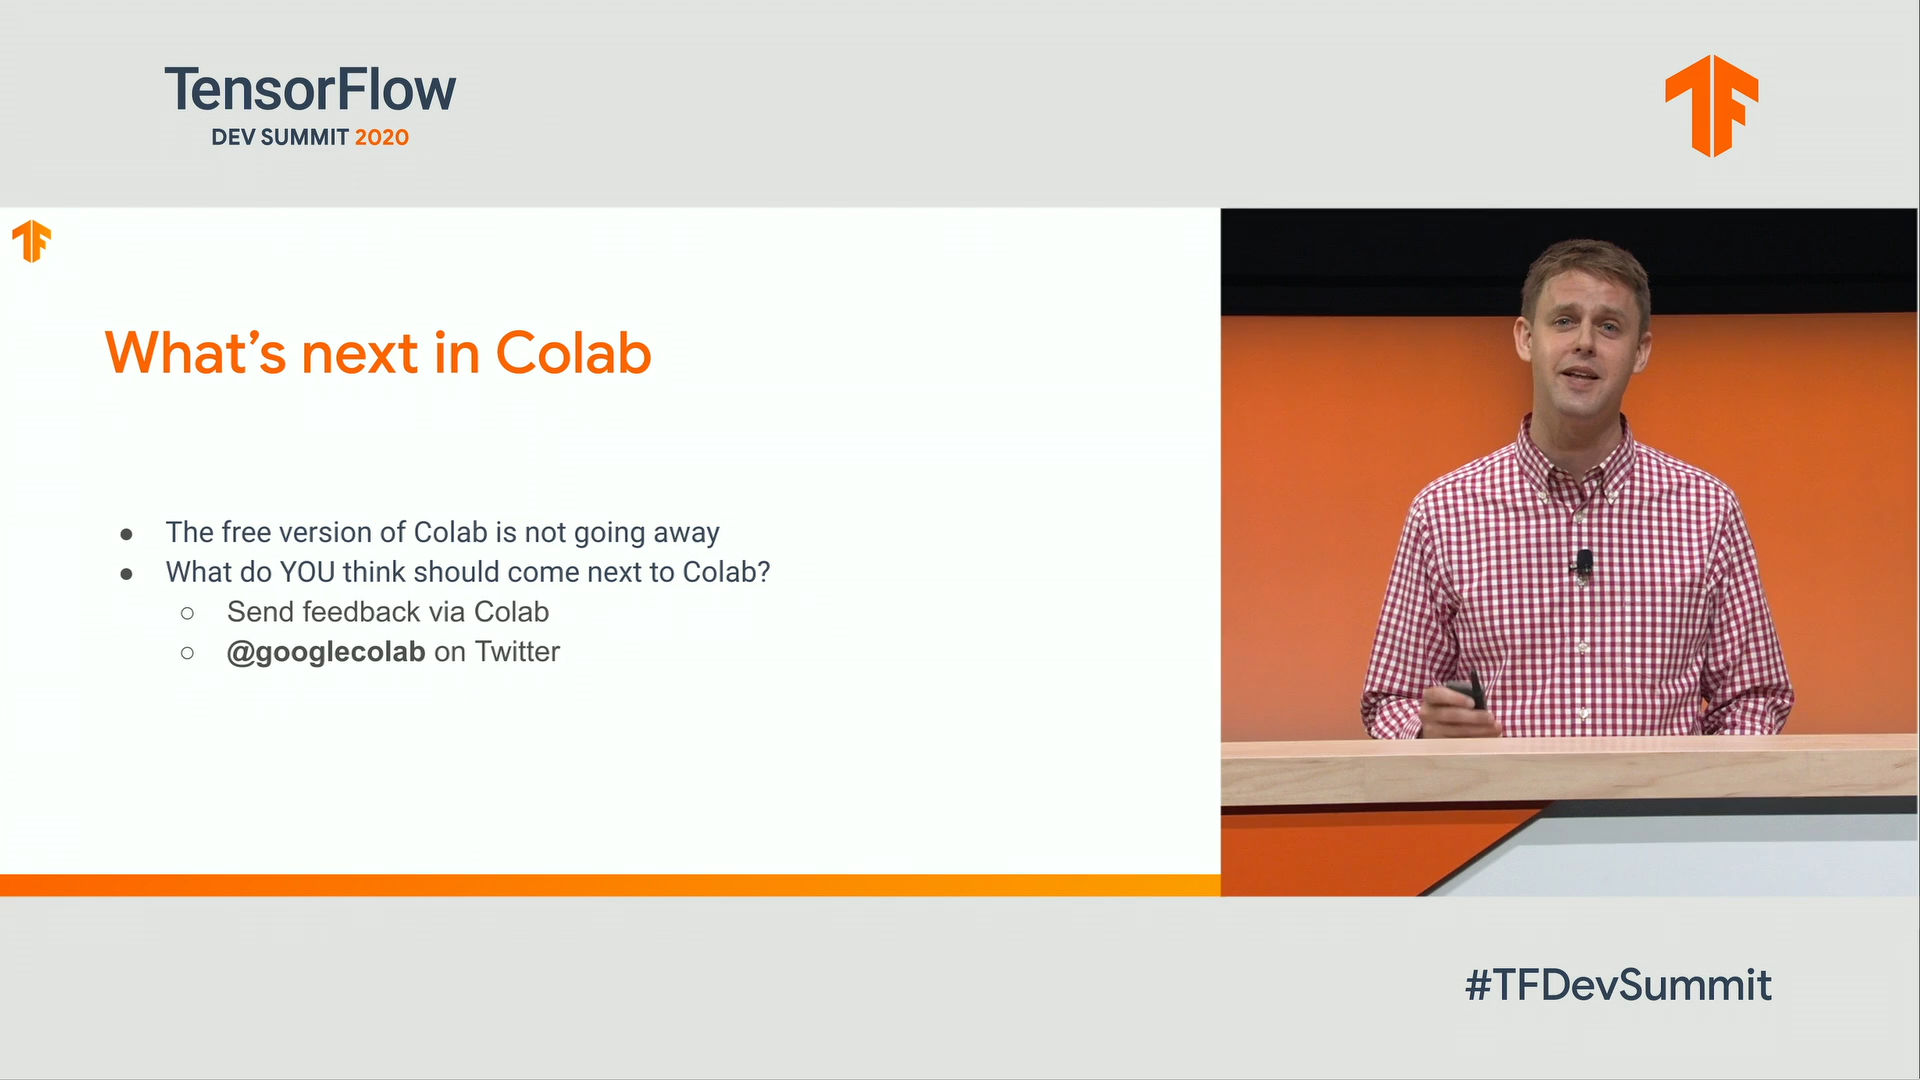 TensorFlow
DEV SUMMIT 2020
What's next in Colab
● The free version of Colab is not going away
● What do YOU think should come next to Colab?
○ Send feedback via Colab
○ @googlecolab on Twitter
#TFDevSummit